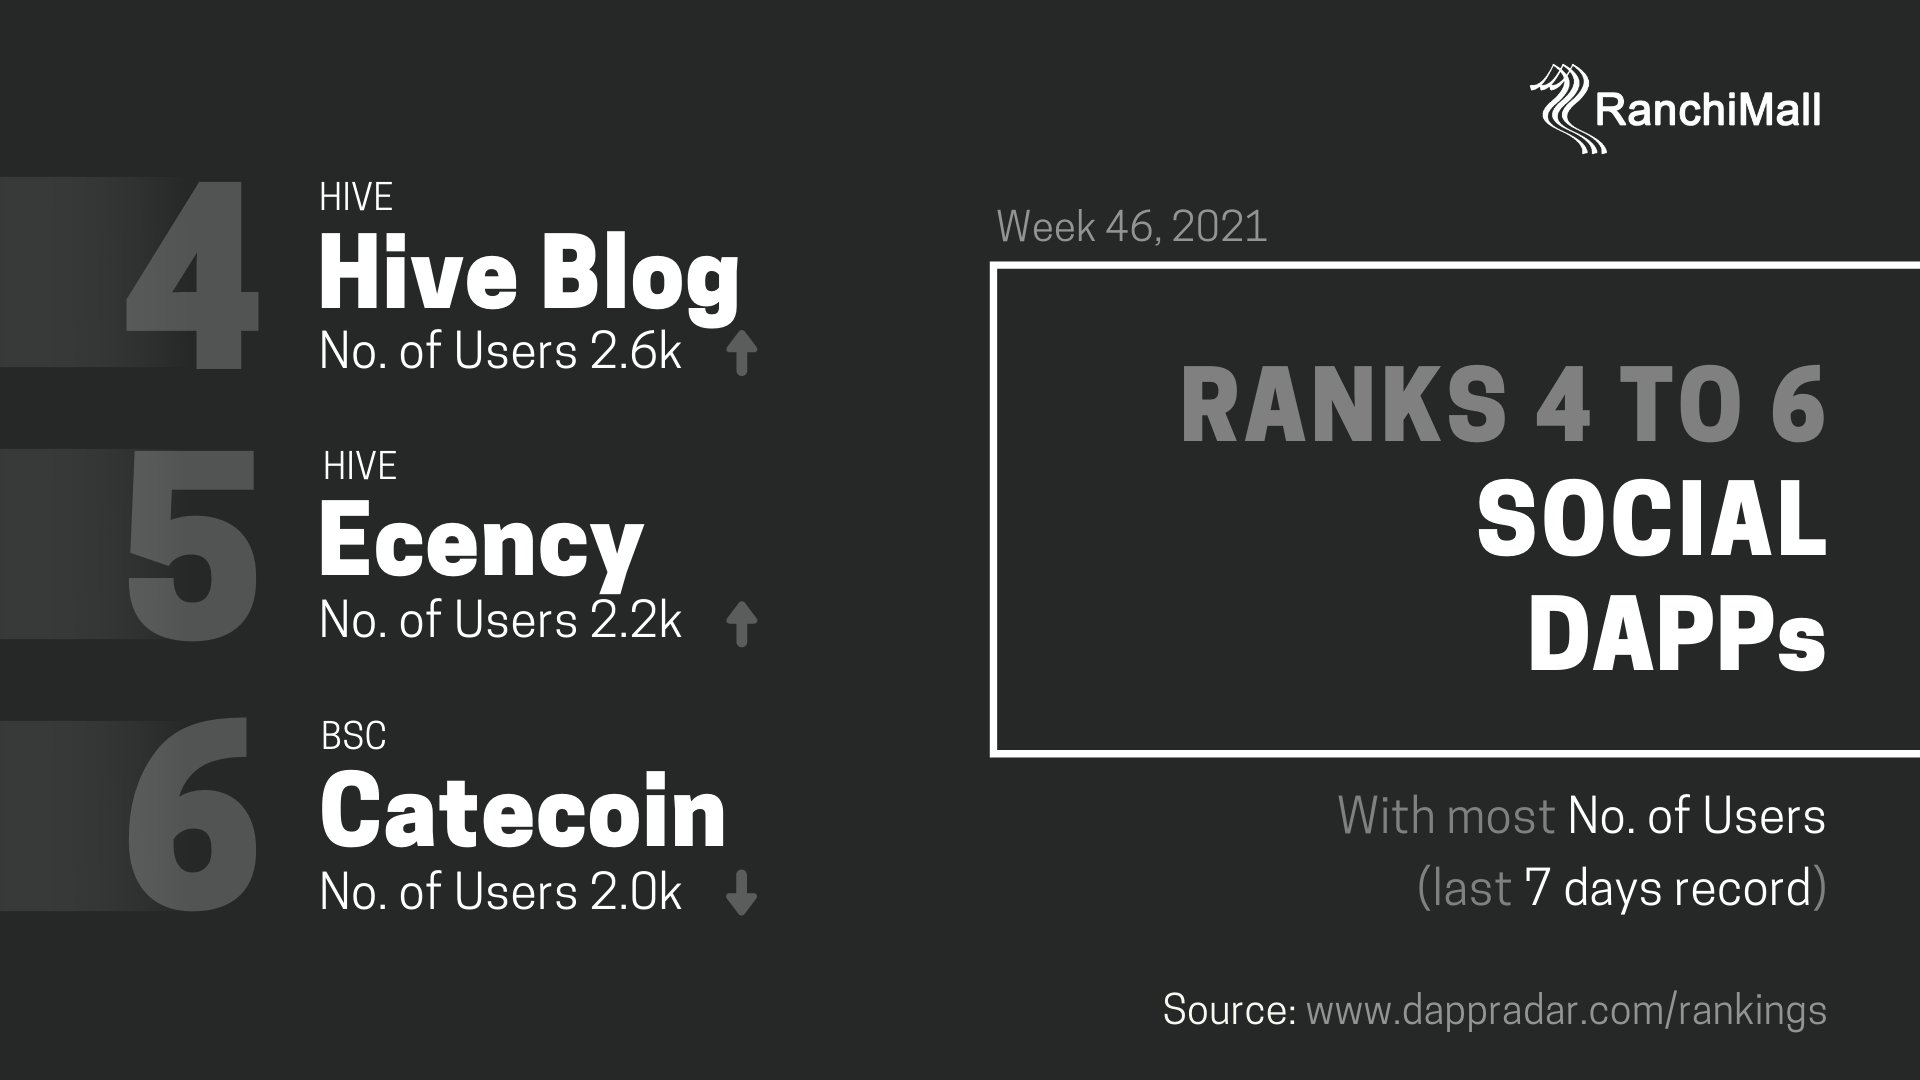 RanchiMall
4
HIVE
Hive Blog
No. of Users 2.6k
5
HIVE
Ecency
No. of Users 2.2k
6
BSC
Catecoin
No. of Users 2.0k
Week 46, 2021
RANKS 4 TO 6
SOCIAL
DAPPs
With most No. of Users
(last 7 days record)
Source: www.dappradar.com/rankings